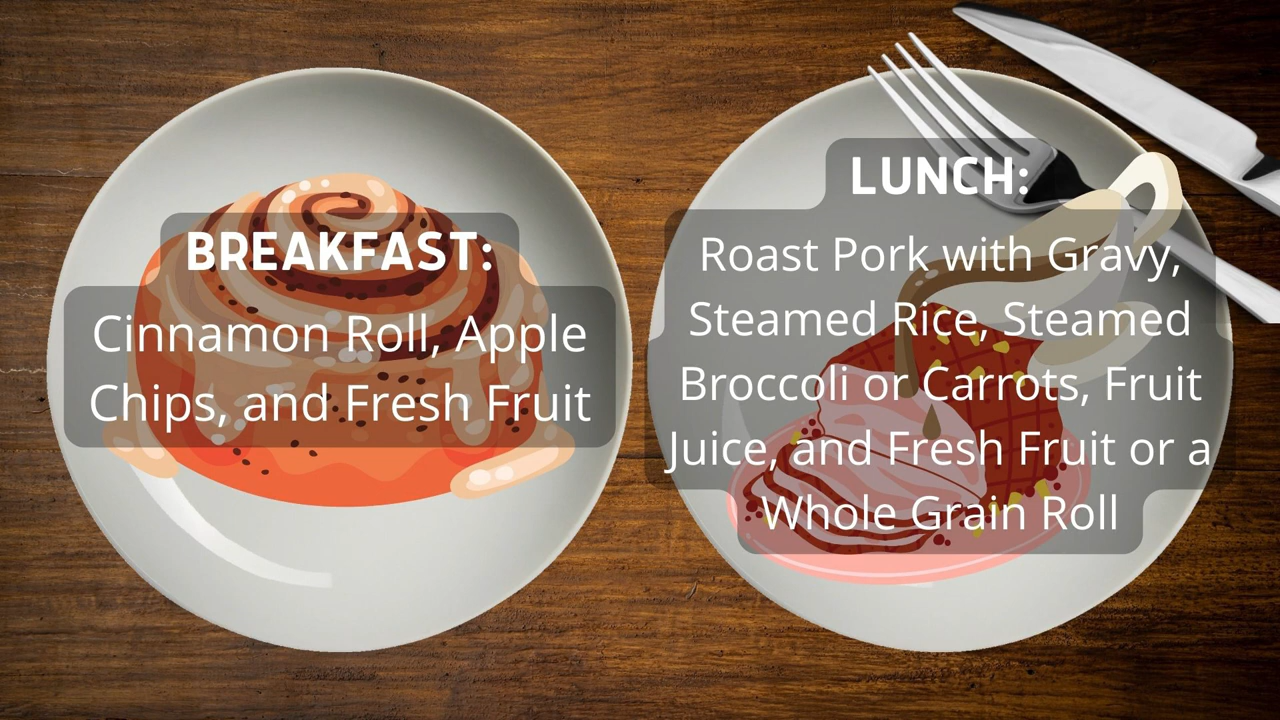 BREAKFAST:
Cinnamon Roll, Apple
Chips, and Fresh Fruit
LUNCH:
Roast Pork with Gravy,
Steamed Rice, Steamed
Broccoli or Carrots, Fruit
Juice, and Fresh Fruit or a
Whole Grain Roll